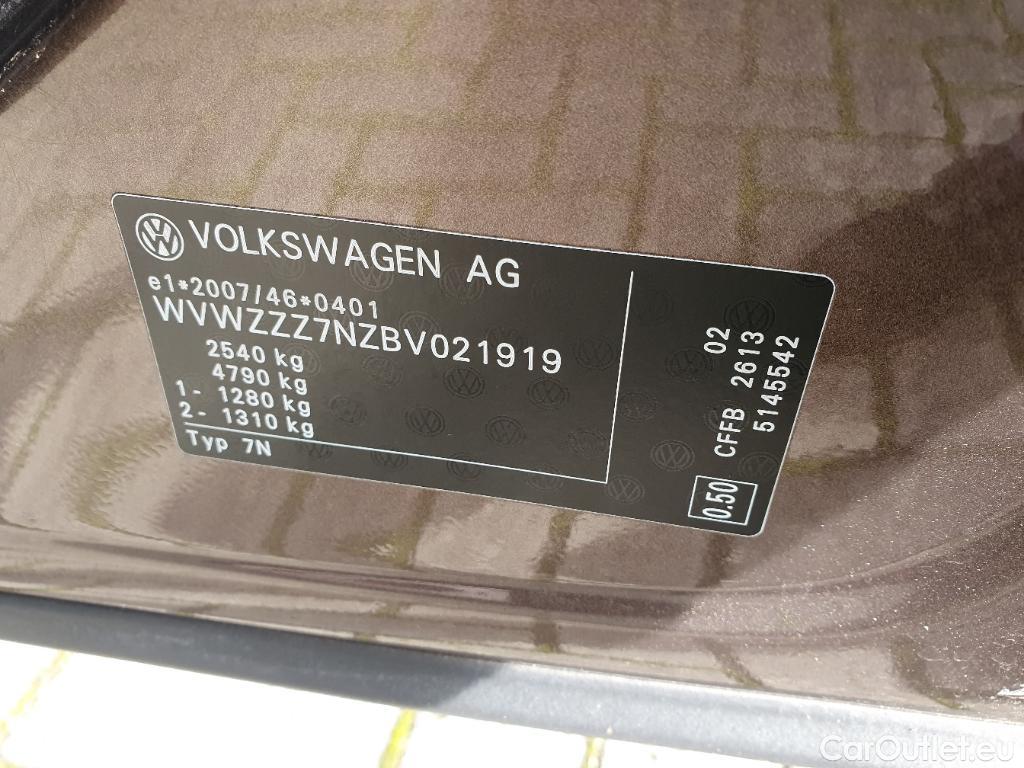 VOLKSWAGEN AG
e1*2007/46*0401
WVWZZZ7NZBV021919
2540 kg
4790 kg
1- 1280 kg
2- 1310 kg
Typ 7N
02
CFFB 2613
5145542
0.50
CarOutlet.eu